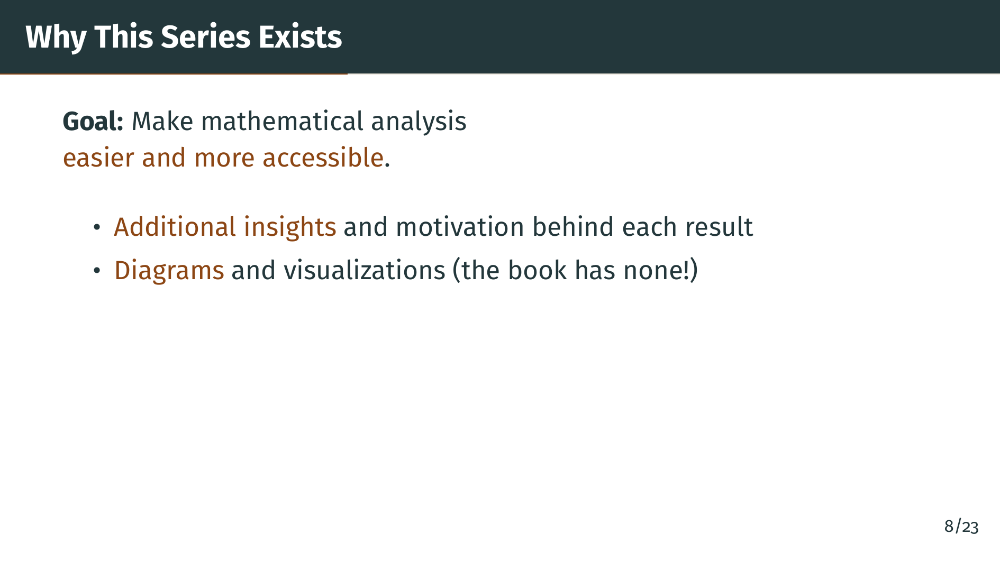 Why This Series Exists
Goal: Make mathematical analysis
easier and more accessible.
• Additional insights and motivation behind each result
• Diagrams and visualizations (the book has none!)
8/23